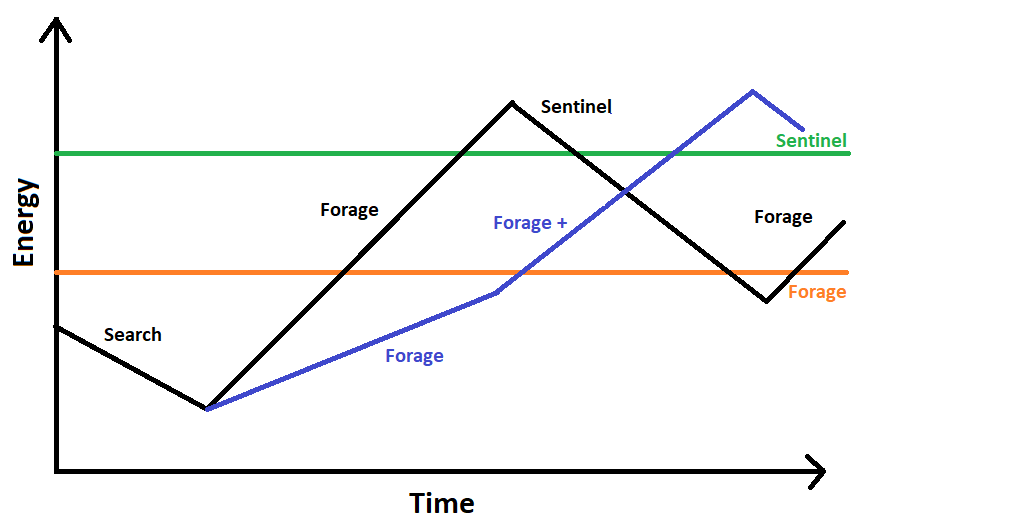 Sentinel
Sentinel
Forage
Forage
Forage +
Energy
Forage
Search
Forage
Time